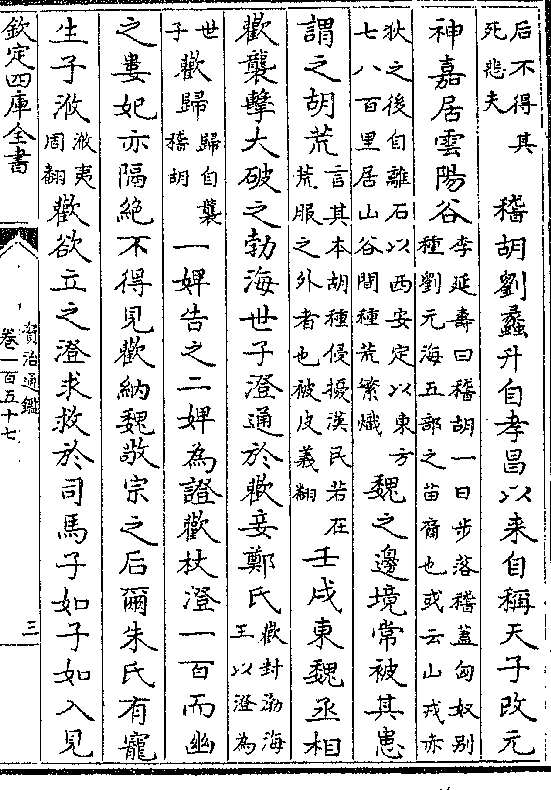 后不得其
死悲夫
稽胡劉蠡升自孝昌以来自稱天子改元
神嘉居雲陽谷
李延壽曰稽胡一曰步落稽蓋匈奴别
種劉元海五部之苗裔也或云山戎赤
狄之後自離石以西安定以東方
七八百里居山谷間種荒繁熾
魏之邊境常被其患
謂之胡荒
言其本胡種侵擾漢民若在
荒服之外者也被皮義翻
壬戌東魏丞相
歡襲擊大破之勃海世子澄通於歡妾鄭氏
歡封渤海
王以澄為
世
子
歡歸
歸自襲
稽胡
一婢告之二婢為證歡杖澄一百而幽
之婁妃亦隔絶不得見歡納魏敬宗之后爾朱氏有寵
生子浟
浟夷
周翻
歡欲立之澄求救於司馬子如子如入見
欽定四庫全書
資治通鑑
卷一百五十七
三